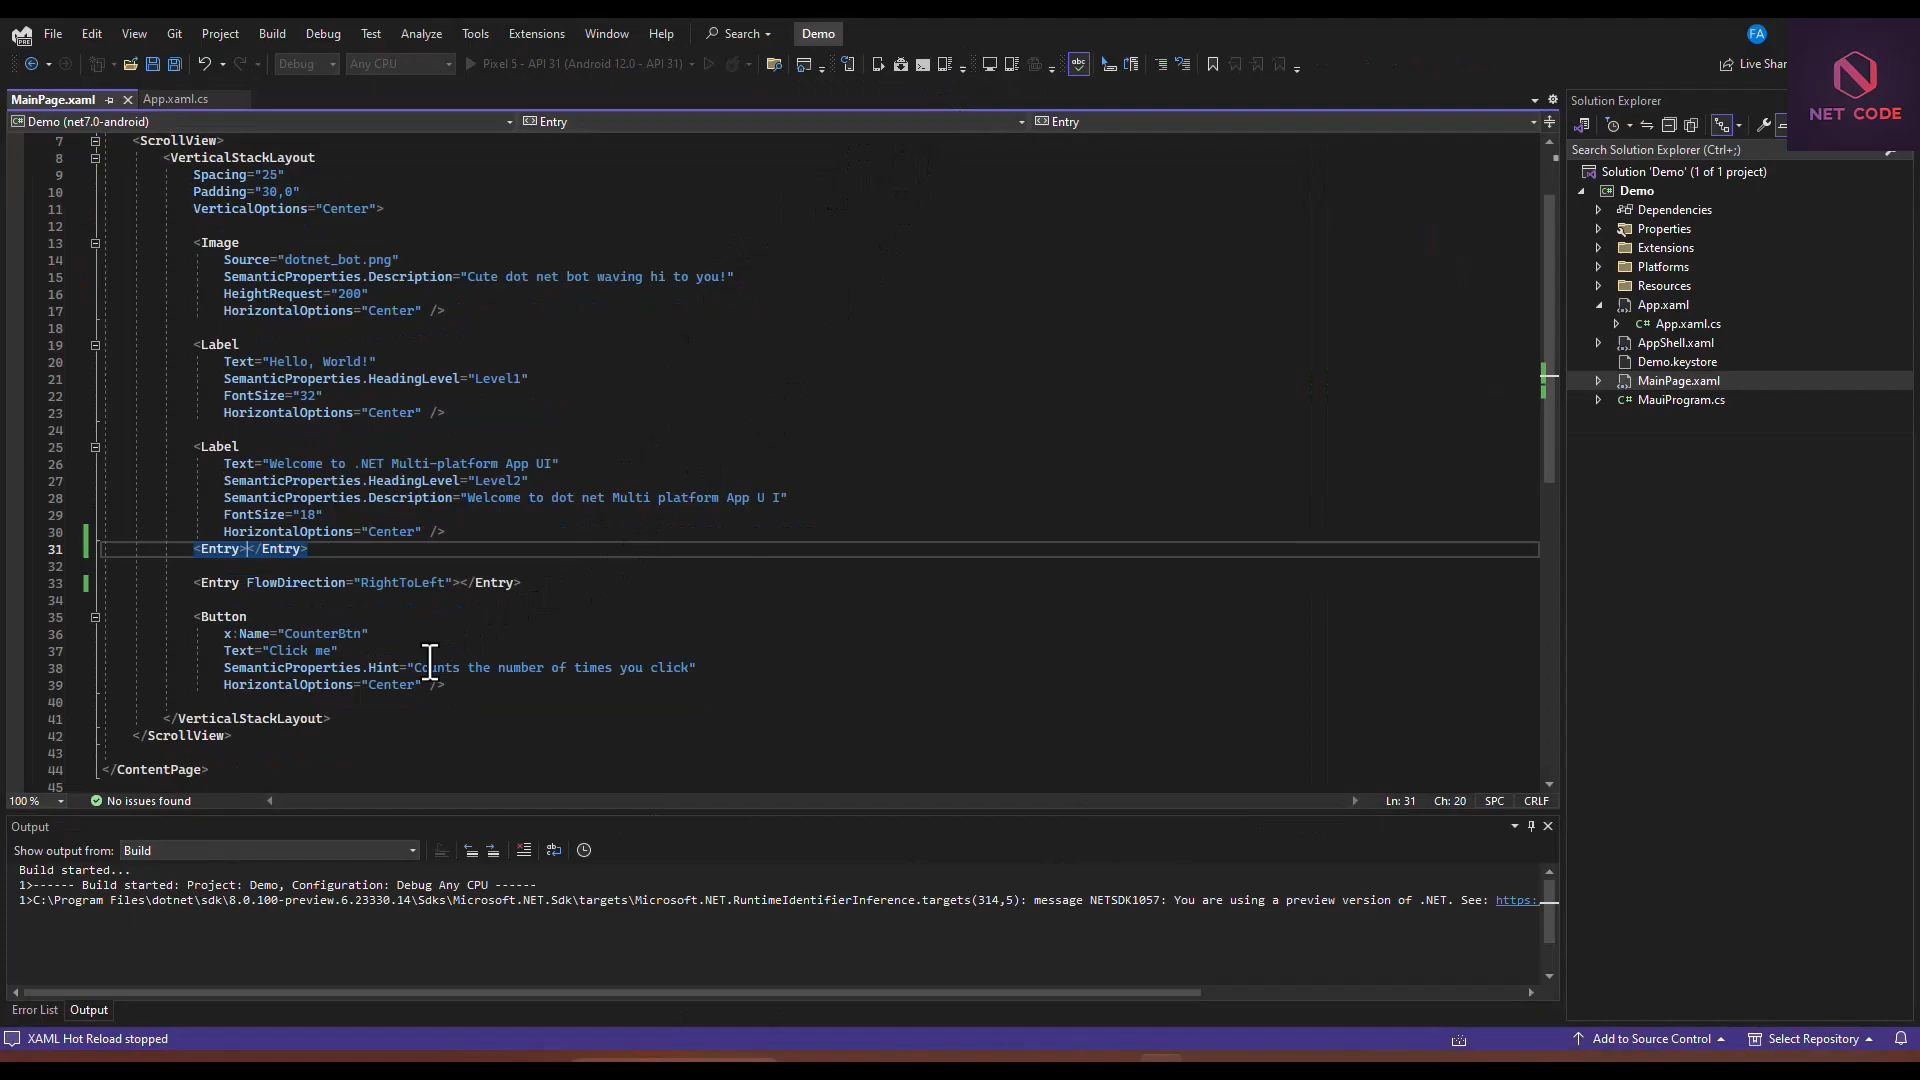 File Edit View Git Project Build Debug Test Analyze Tools Extensions Window Help Search Demo FA
Debug Any CPU Pixel 5 - API 31 (Android 12.0 - API 31) abc Live Shar
NET CODE
MainPage.xaml App.xaml.cs
Demo (net7.0-android) Entry Entry
7 <ScrollView>
8 <VerticalStackLayout
9 Spacing="25"
10 Padding="30,0"
11 VerticalOptions="Center">
12
13 <Image
14 Source="dotnet_bot.png"
15 SemanticProperties.Description="Cute dot net bot waving hi to you!"
16 HeightRequest="200"
17 HorizontalOptions="Center" />
18
19 <Label
20 Text="Hello, World!"
21 SemanticProperties.HeadingLevel="Level1"
22 FontSize="32"
23 HorizontalOptions="Center" />
24
25 <Label
26 Text="Welcome to .NET Multi-platform App UI"
27 SemanticProperties.HeadingLevel="Level2"
28 SemanticProperties.Description="Welcome to dot net Multi platform App U I"
29 FontSize="18"
30 HorizontalOptions="Center" />
31 <Entry></Entry>
32
33 <Entry FlowDirection="RightToLeft"></Entry>
34
35 <Button
36 x:Name="CounterBtn"
37 Text="Click me"
38 SemanticProperties.Hint="Counts the number of times you click"
39 HorizontalOptions="Center" />
40
41 </VerticalStackLayout>
42 </ScrollView>
43
44 </ContentPage>
45
100 % No issues found Ln: 31 Ch: 20 SPC CRLF
Output
Show output from: Build
Build started...
1>------ Build started: Project: Demo, Configuration: Debug Any CPU ------
1>C:\Program Files\dotnet\sdk\8.0.100-preview.6.23330.14\Sdks\Microsoft.NET.Sdk\targets\Microsoft.NET.RuntimeIdentifierInference.targets(314,5): message NETSDK1057: You are using a preview version of .NET. See: https:
Error List Output
Solution Explorer
Search Solution Explorer (Ctrl+;)
Solution 'Demo' (1 of 1 project)
Demo
Dependencies
Properties
Extensions
Platforms
Resources
App.xaml
C# App.xaml.cs
AppShell.xaml
Demo.keystore
MainPage.xaml
C# MauiProgram.cs
XAML Hot Reload stopped Add to Source Control Select Repository